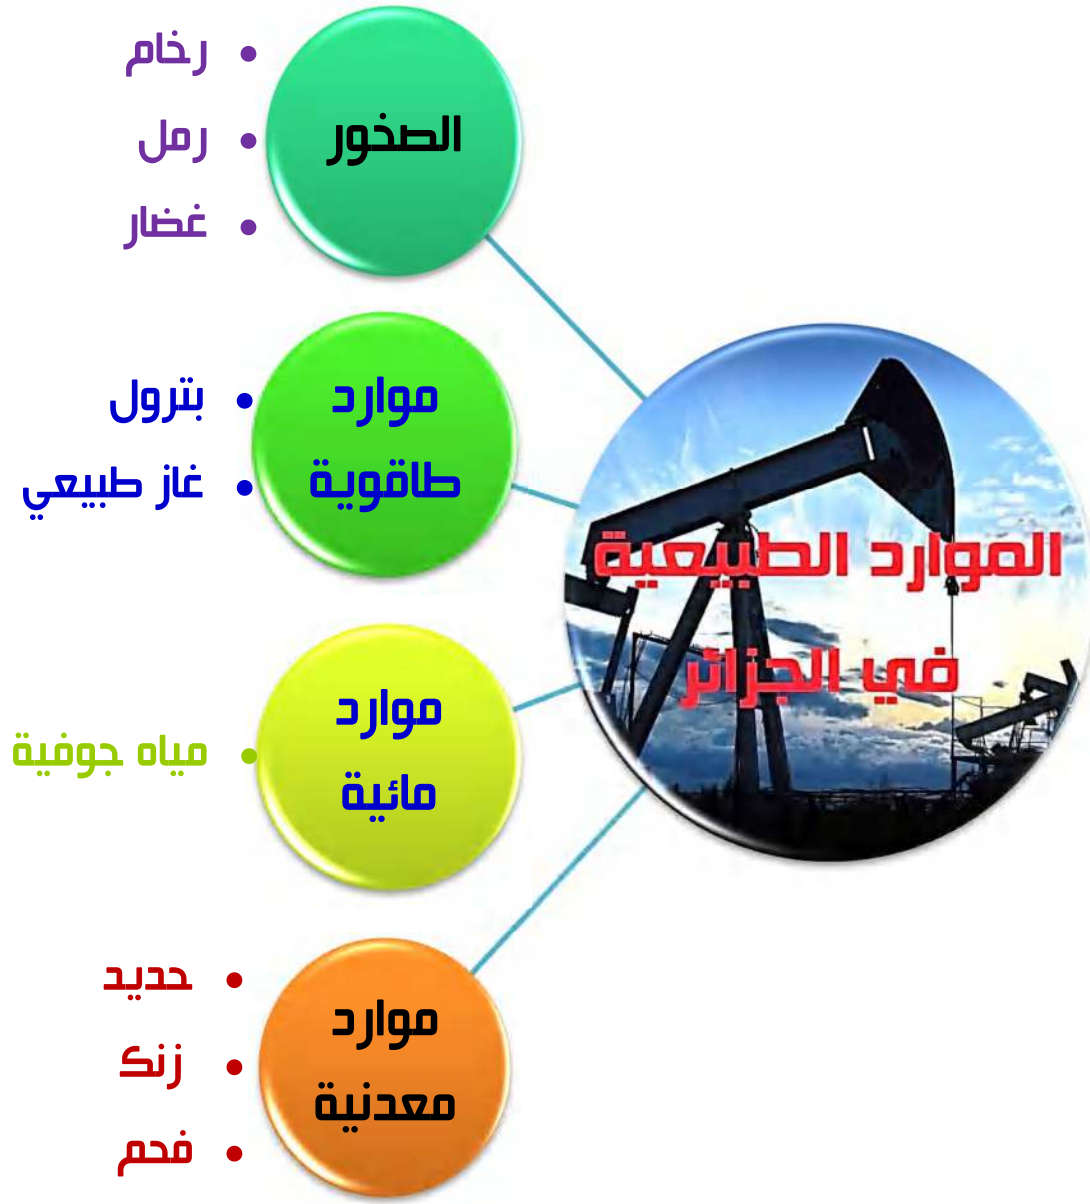 الموارد الطبيعية
في الجزائر
الصخور
• رخام
• رمل
• غضار
موارد
طاقوية
• بترول
• غاز طبيعي
موارد
مائية
• مياه جوفية
موارد
معدنية
• حديد
• زنك
• فحم